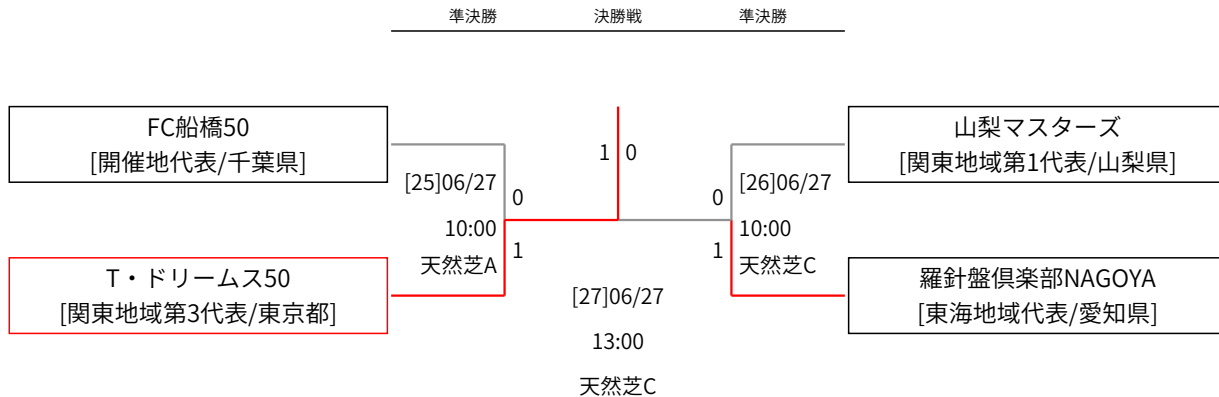 準決勝 決勝戦 準決勝
FC船橋50
[開催地代表/千葉県]
山梨マスターズ
[関東地域第1代表/山梨県]
1 0
[25]06/27
0
10:00
1
天然芝A
0
[26]06/27
10:00
1
天然芝C
T・ドリームス50
[関東地域第3代表/東京都]
羅針盤倶楽部NAGOYA
[東海地域代表/愛知県]
[27]06/27
13:00
天然芝C